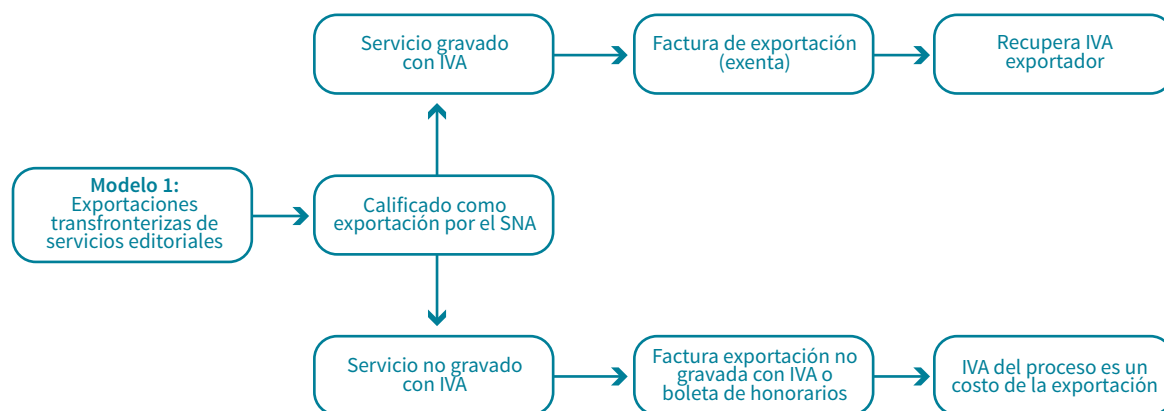 Servicio gravado
con IVA
Factura de exportación
(exenta)
Recupera IVA
exportador
Modelo 1:
Exportaciones
transfronterizas de
servicios editoriales
Calificado como
exportación por el SNA
Servicio no gravado
con IVA
Factura exportación no
gravada con IVA o
boleta de honorarios
IVA del proceso es un
costo de la exportación